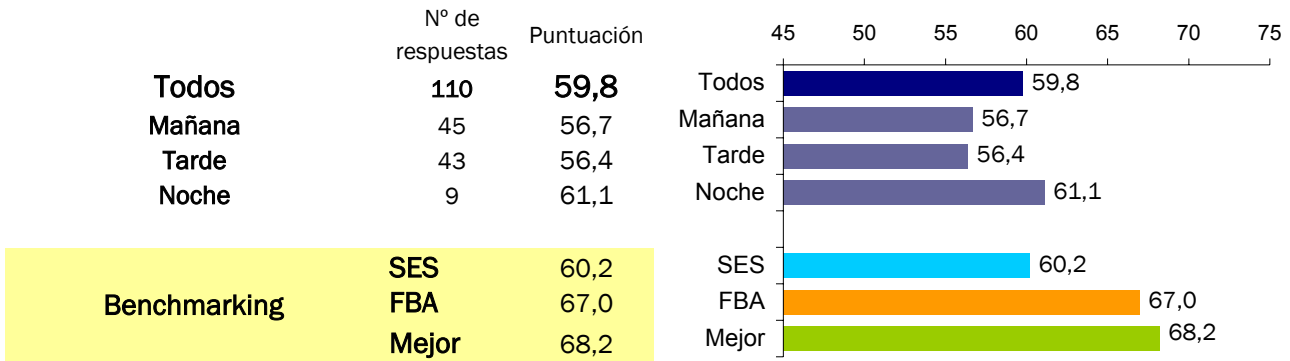 Nº de respuestas Puntuación
Todos 110 59,8
Mañana 45 56,7
Tarde 43 56,4
Noche 9 61,1
Benchmarking
SES 60,2
FBA 67,0
Mejor 68,2
45 50 55 60 65 70 75
Todos 59,8
Mañana 56,7
Tarde 56,4
Noche 61,1
SES 60,2
FBA 67,0
Mejor 68,2